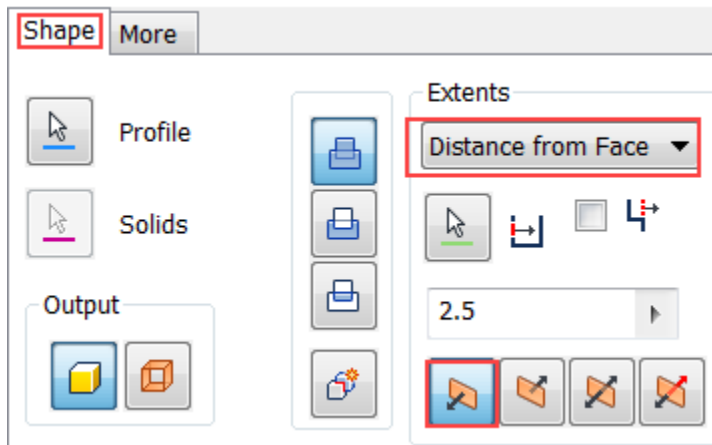 Shape
More
Profile
Solids
Output
Extents
Distance from Face
2.5